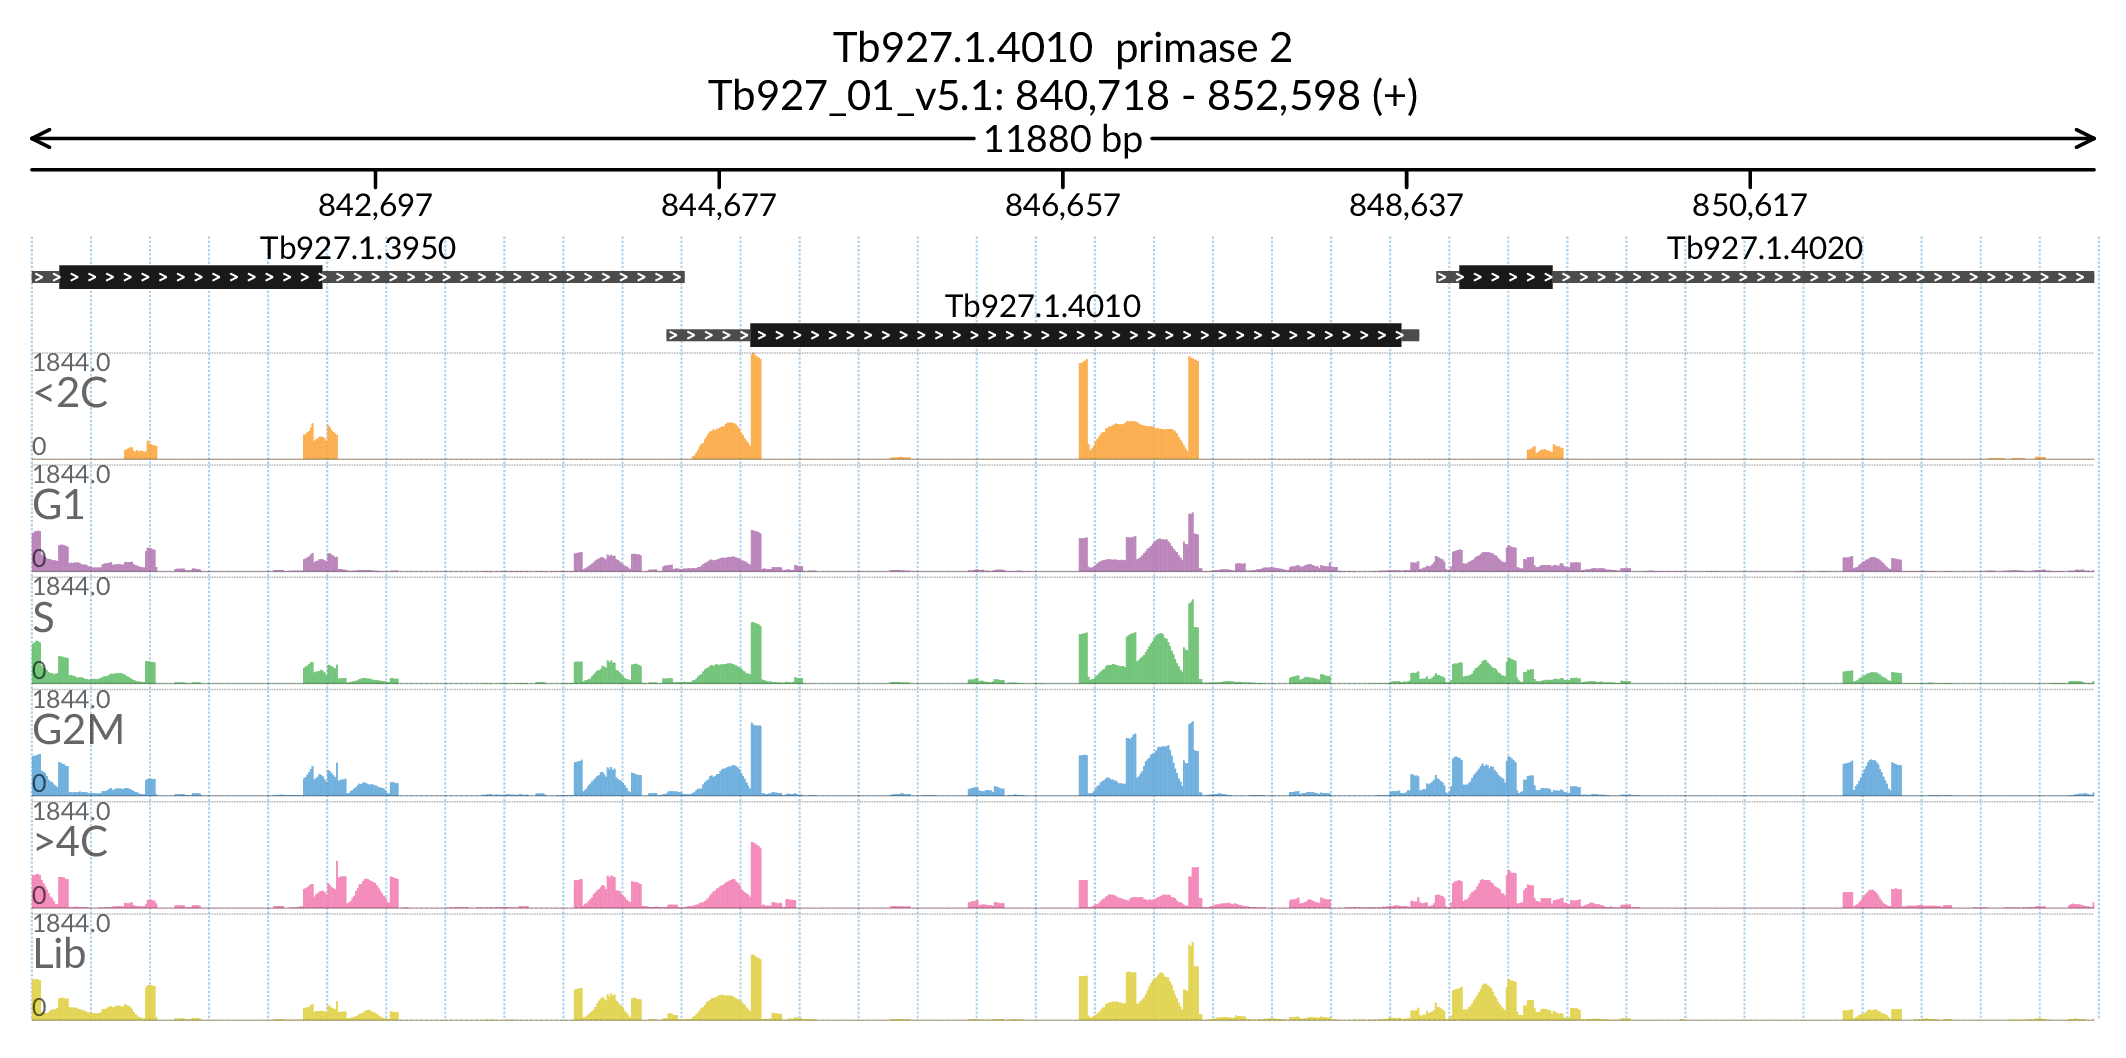 Tb927.1.4010  primase 2
Tb927_01_v5.1: 840,718 - 852,598 (+)
11880 bp
842,697 844,677 846,657 848,637 850,617
Tb927.1.3950 Tb927.1.4020
Tb927.1.4010
1844.0
<2C
0
1844.0
G1
0
1844.0
S
0
1844.0
G2M
0
1844.0
>4C
0
1844.0
Lib
0